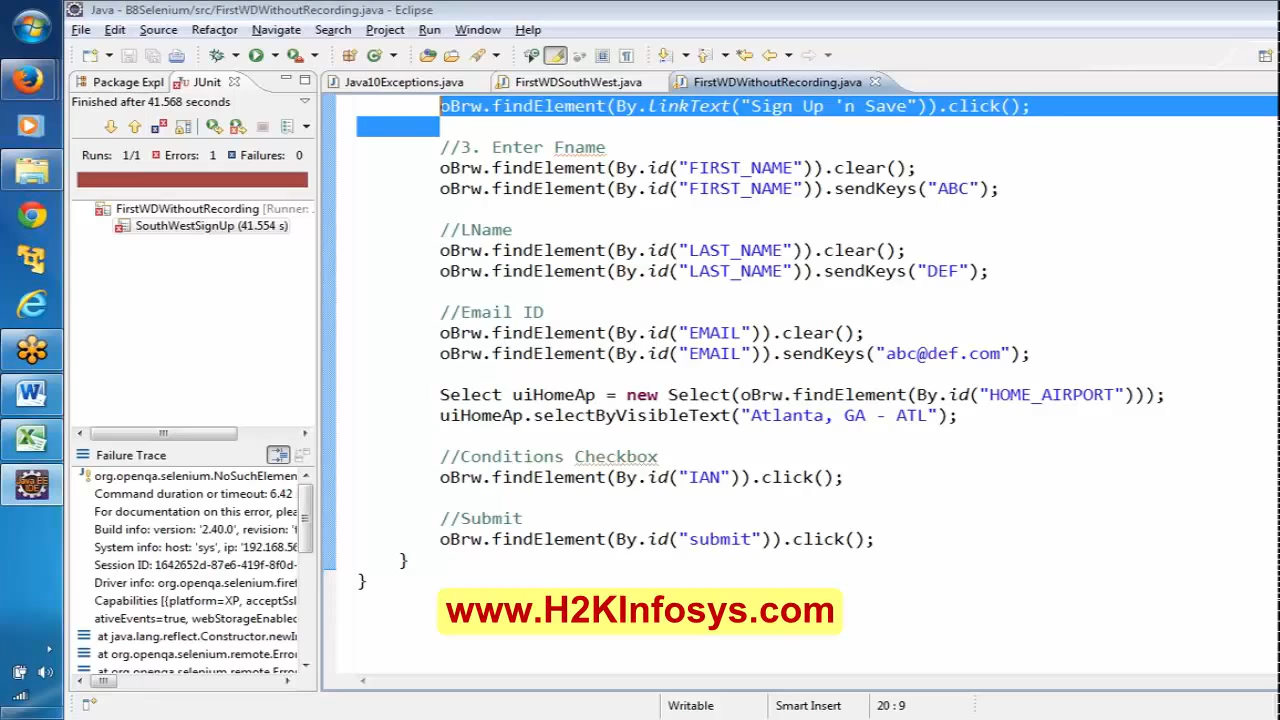 Java - B8Selenium/src/FirstWDWithoutRecording.java - Eclipse
File Edit Source Refactor Navigate Search Project Run Window Help
Package Expl JUnit
Java10Exceptions.java FirstWDSouthWest.java FirstWDWithoutRecording.java
Finished after 41.568 seconds
Runs: 1/1 Errors: 1 Failures: 0
FirstWDWithoutRecording [Runner: .
SouthWestSignUp (41.554 s)
Failure Trace
org.openqa.selenium.NoSuchElemen
Command duration or timeout: 6.42
For documentation on this error, plea
Build info: version: '2.40.0', revision: '
System info: host: 'sys', ip: '192.168.56
Session ID: 1642652d-87e6-419f-8f0d-
Driver info: org.openqa.selenium.firef
Capabilities [{platform=XP, acceptSsl
ativeEvents=true, webStorageEnabled
at java.lang.reflect.Constructor.newIn
at org.openqa.selenium.remote.Error
at org.openqa.selenium.remote.Error
oBrw.findElement(By.linkText("Sign Up 'n Save")).click();
//3. Enter Fname
oBrw.findElement(By.id("FIRST_NAME")).clear();
oBrw.findElement(By.id("FIRST_NAME")).sendKeys("ABC");
//LName
oBrw.findElement(By.id("LAST_NAME")).clear();
oBrw.findElement(By.id("LAST_NAME")).sendKeys("DEF");
//Email ID
oBrw.findElement(By.id("EMAIL")).clear();
oBrw.findElement(By.id("EMAIL")).sendKeys("abc@def.com");
Select uiHomeAp = new Select(oBrw.findElement(By.id("HOME_AIRPORT")));
uiHomeAp.selectByVisibleText("Atlanta, GA - ATL");
//Conditions Checkbox
oBrw.findElement(By.id("IAN")).click();
//Submit
oBrw.findElement(By.id("submit")).click();
}
}
www.H2KInfosys.com
Writable Smart Insert 20 : 9